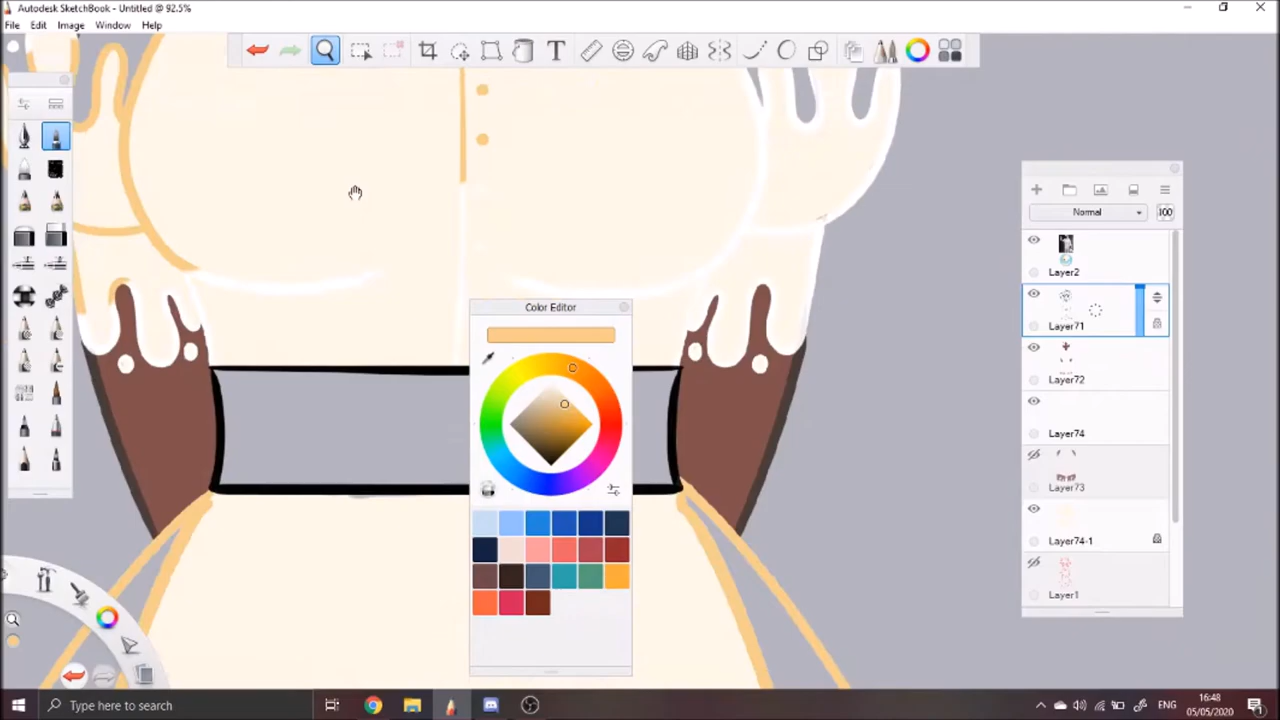 Autodesk SketchBook - Untitled @ 92.5%
File Edit Image Window Help
T
Color Editor
Normal
100
Layer2
Layer71
Layer72
Layer74
Layer73
Layer74-1
Layer1
Type here to search
ENG
16:48
05/05/2020
1